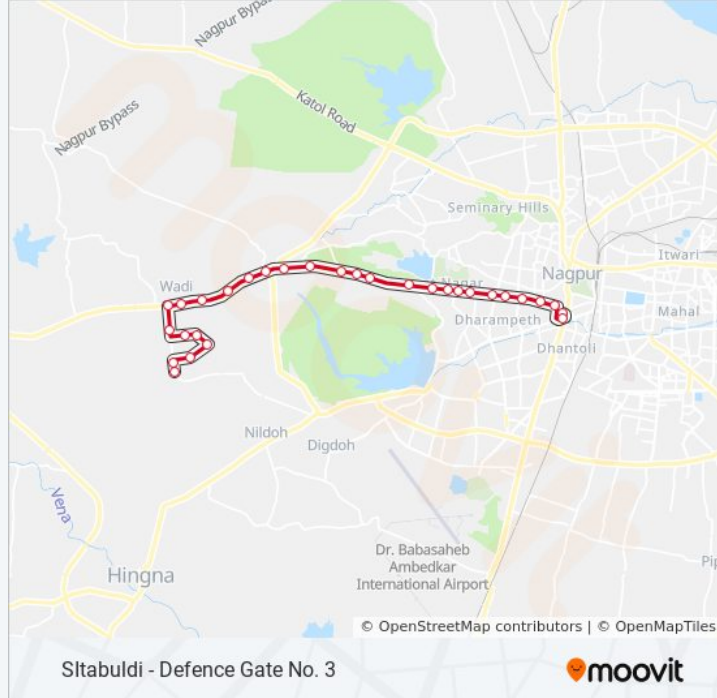 Nagpur Bypass
Katol Road
Nagpur Bypass
Seminary Hills
Itwari
Nagpur
Wadi
Nagar
Mahal
Dharampeth
Dhantoli
Nildoh
Digdoh
Vena
Dr. Babasaheb
Ambedkar
International Airport
Hingna
© OpenStreetMap contributors | © OpenMapTiles
SItabuldi - Defence Gate No. 3
moovit